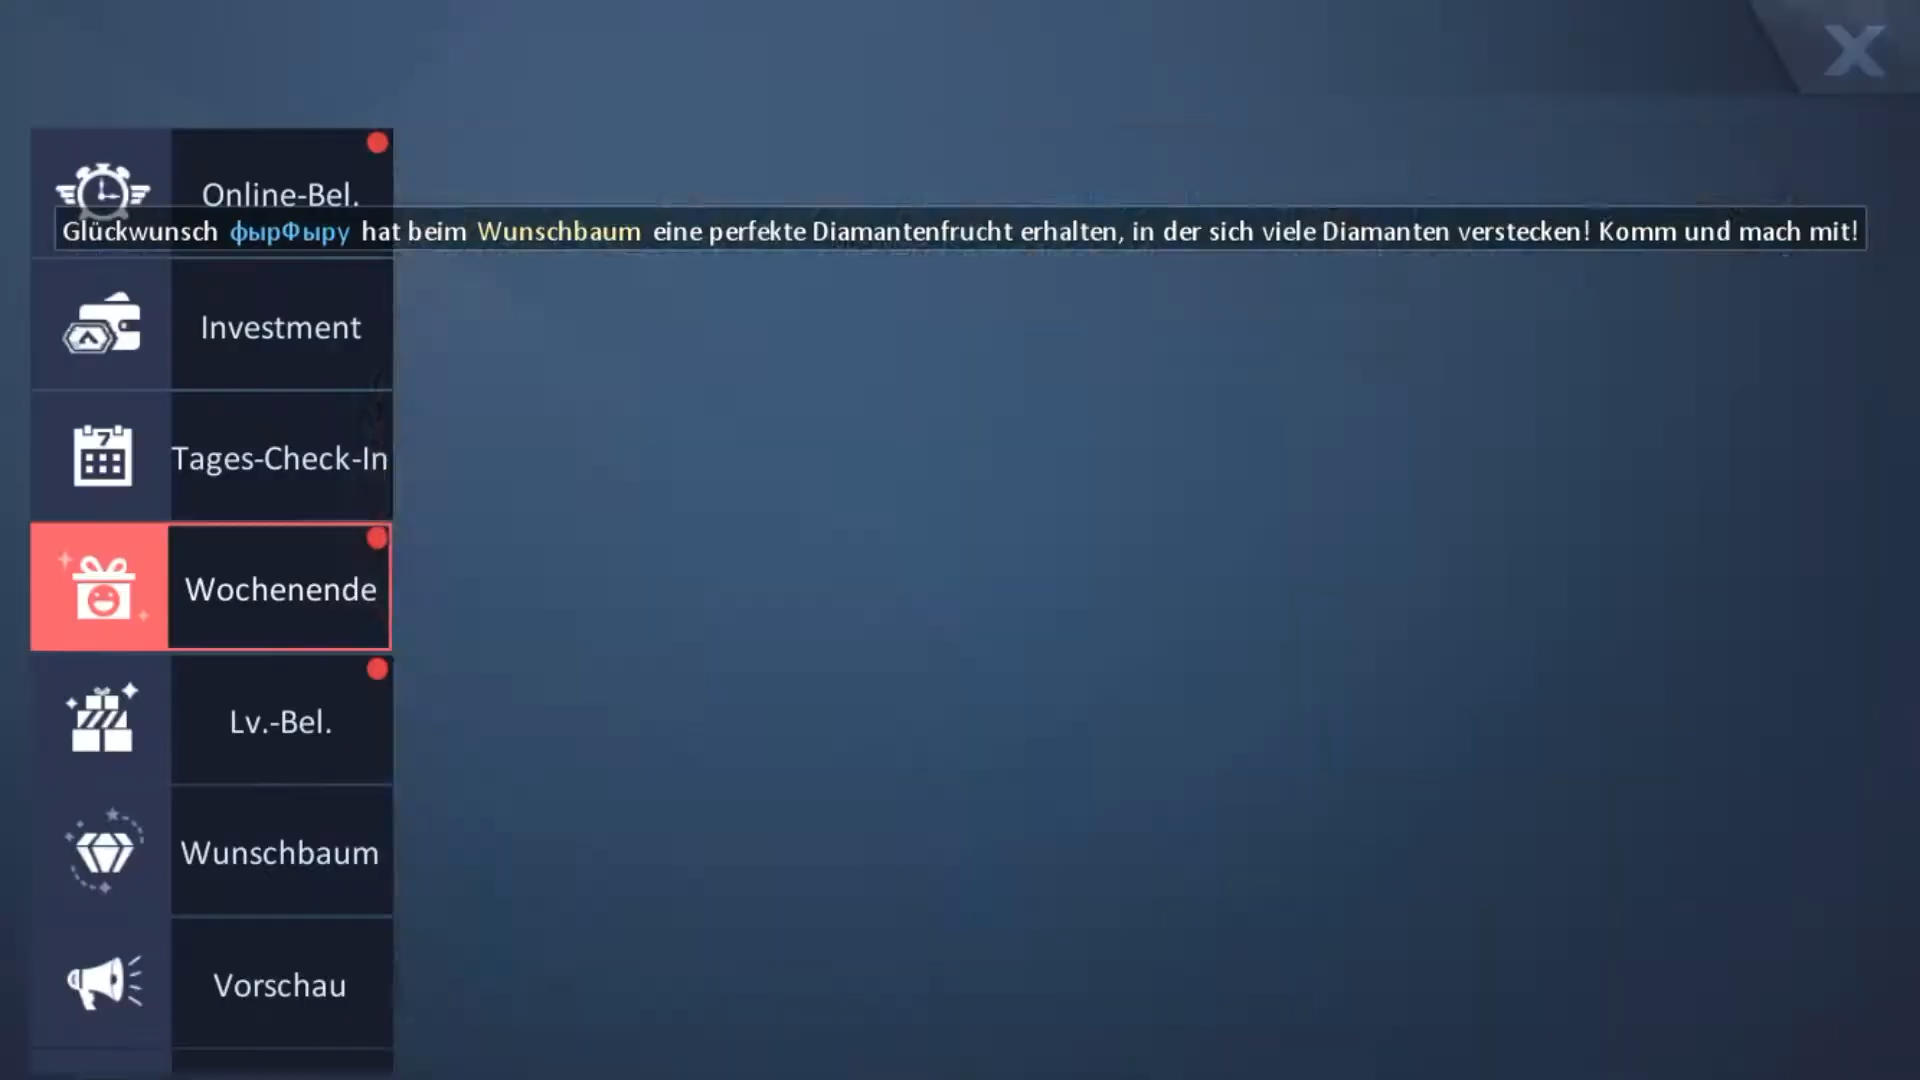 Online-Bel.
Glückwunsch фырФыру hat beim Wunschbaum eine perfekte Diamantenfrucht erhalten, in der sich viele Diamanten verstecken! Komm und mach mit!
Investment
7
Tages-Check-In
Wochenende
Lv.-Bel.
Wunschbaum
Vorschau